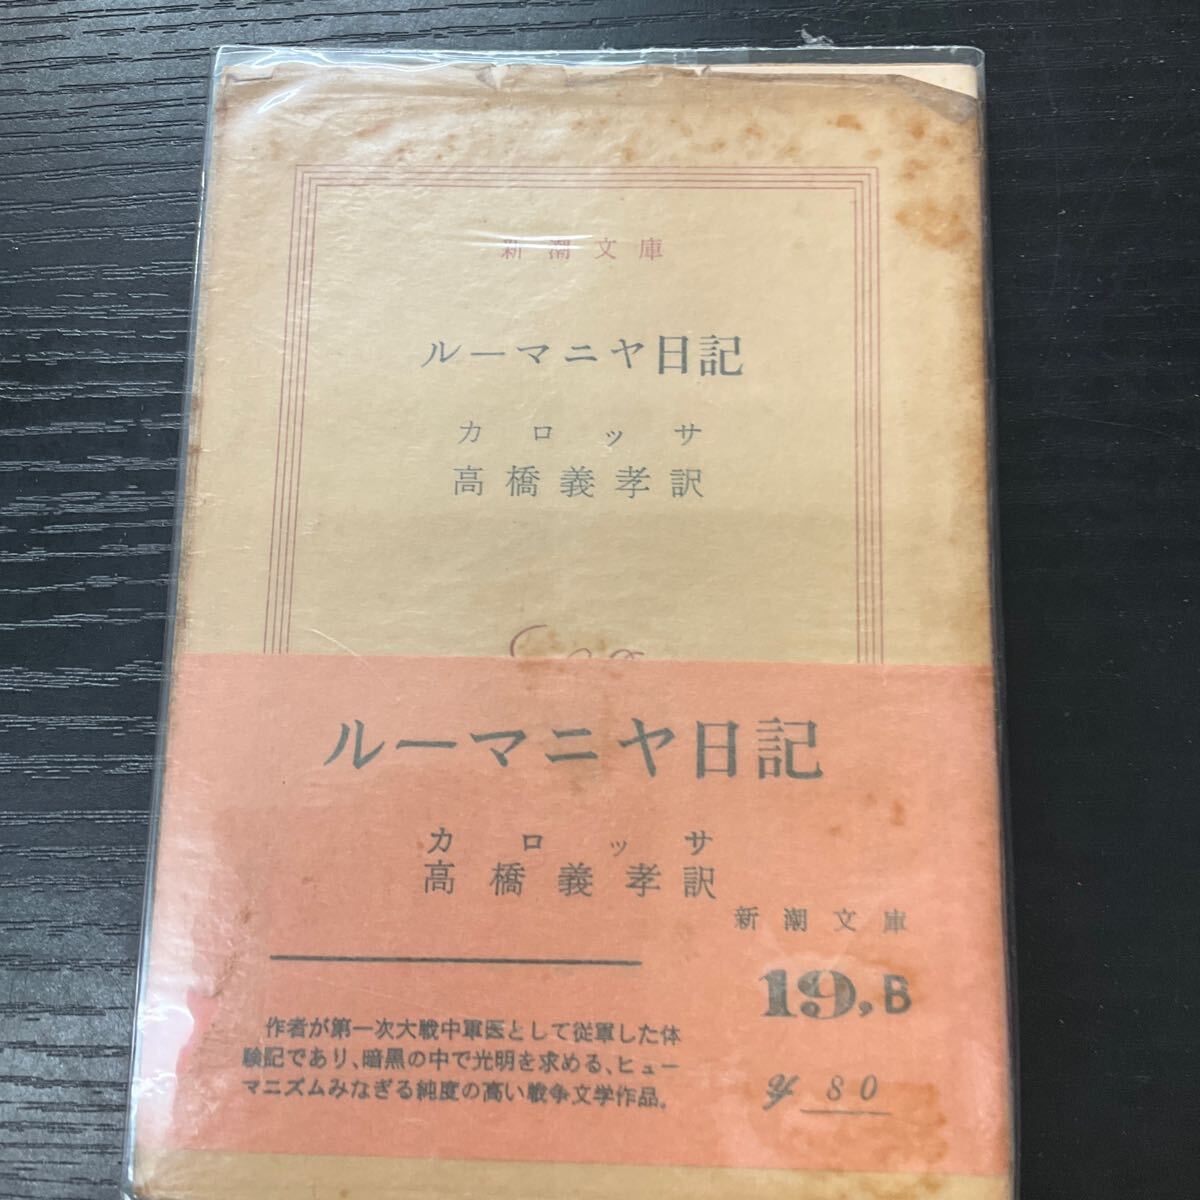 新潮文庫
ルーマニヤ日記
カロッサ
高橋義孝訳
ルーマニヤ日記
カロッサ
高橋義孝訳
新潮文庫
19,B
作者が第一次大戦中軍医として従軍した体
験記であり、暗黒の中で光明を求める、ヒュー
マニズムみなぎる純度の高い戦争文学作品。
¥ 80